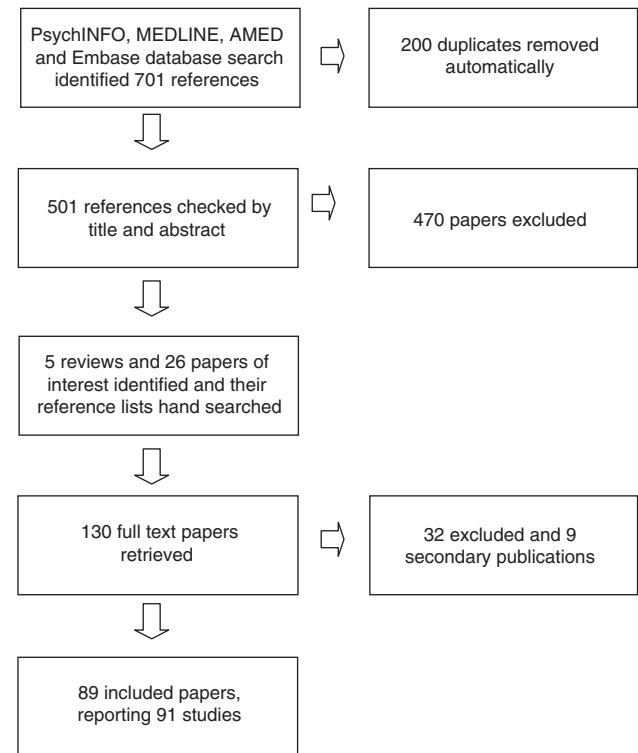 PsychINFO, MEDLINE, AMED
and Embase database search
identified 701 references
200 duplicates removed
automatically
501 references checked by
title and abstract
470 papers excluded
5 reviews and 26 papers of
interest identified and their
reference lists hand searched
130 full text papers
retrieved
32 excluded and 9
secondary publications
89 included papers,
reporting 91 studies